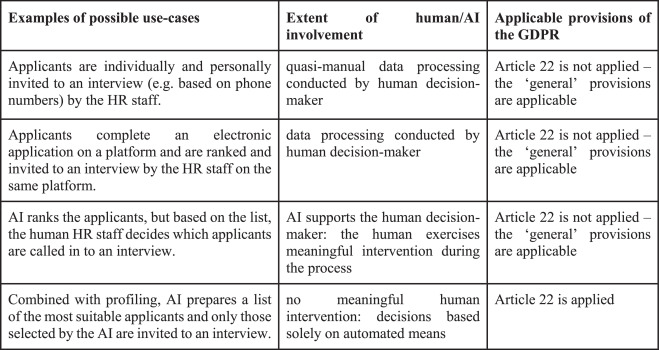 Examples of possible use-cases
Extent of human/AI
involvement
Applicable provisions of
the GDPR
Applicants are individually and personally
invited to an interview (e.g. based on phone
numbers) by the HR staff.
quasi-manual data processing
conducted by human decision-
maker
Article 22 is not applied –
the ‘general’ provisions
are applicable
Applicants complete an electronic
application on a platform and are ranked and
invited to an interview by the HR staff on the
same platform.
data processing conducted by
human decision-maker
Article 22 is not applied –
the ‘general’ provisions
are applicable
AI ranks the applicants, but based on the list,
the human HR staff decides which applicants
are called in to an interview.
AI supports the human decision-
maker: the human exercises
meaningful intervention during
the process
Article 22 is not applied –
the ‘general’ provisions
are applicable
Combined with profiling, AI prepares a list
of the most suitable applicants and only those
selected by the AI are invited to an interview.
no meaningful human
intervention: decisions based
solely on automated means
Article 22 is applied